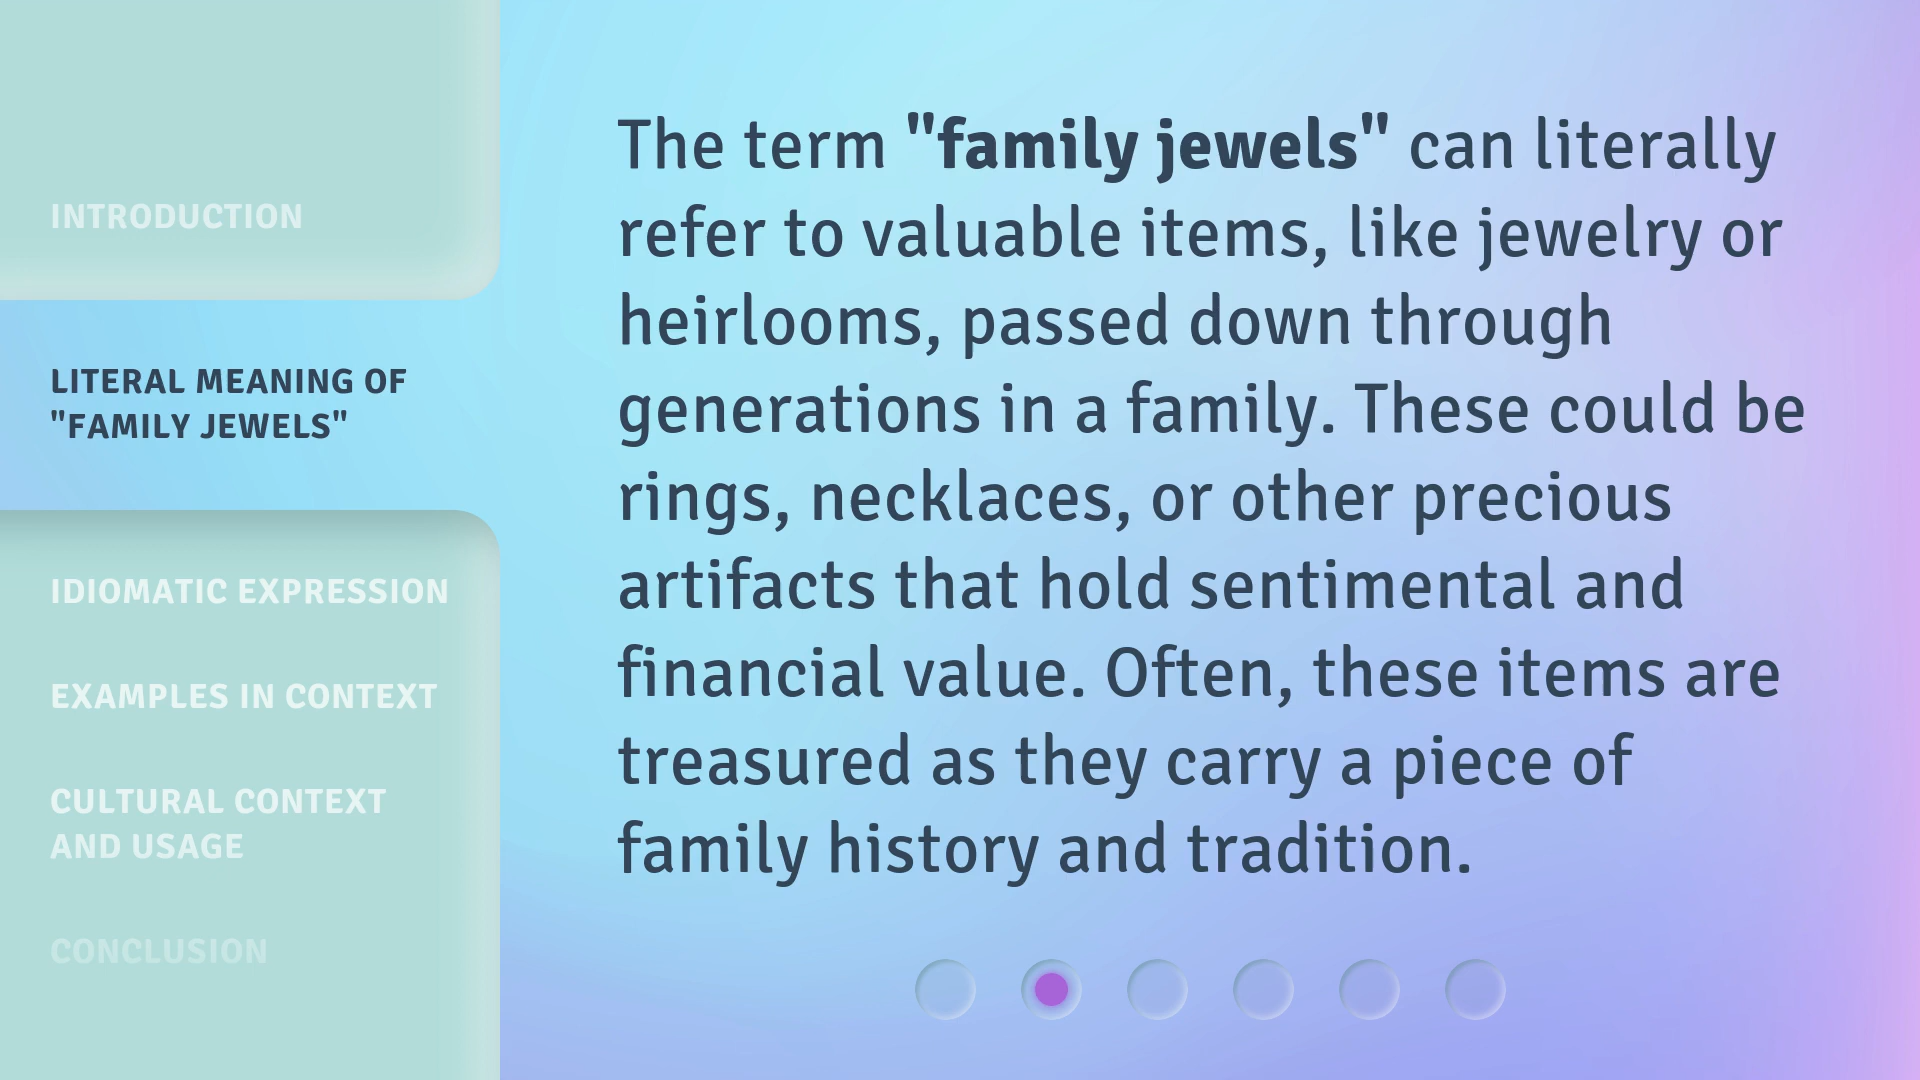 INTRODUCTION
LITERAL MEANING OF
"FAMILY JEWELS"
IDIOMATIC EXPRESSION
EXAMPLES IN CONTEXT
CULTURAL CONTEXT
AND USAGE
CONCLUSION
The term "family jewels" can literally
refer to valuable items, like jewelry or
heirlooms, passed down through
generations in a family. These could be
rings, necklaces, or other precious
artifacts that hold sentimental and
financial value. Often, these items are
treasured as they carry a piece of
family history and tradition.